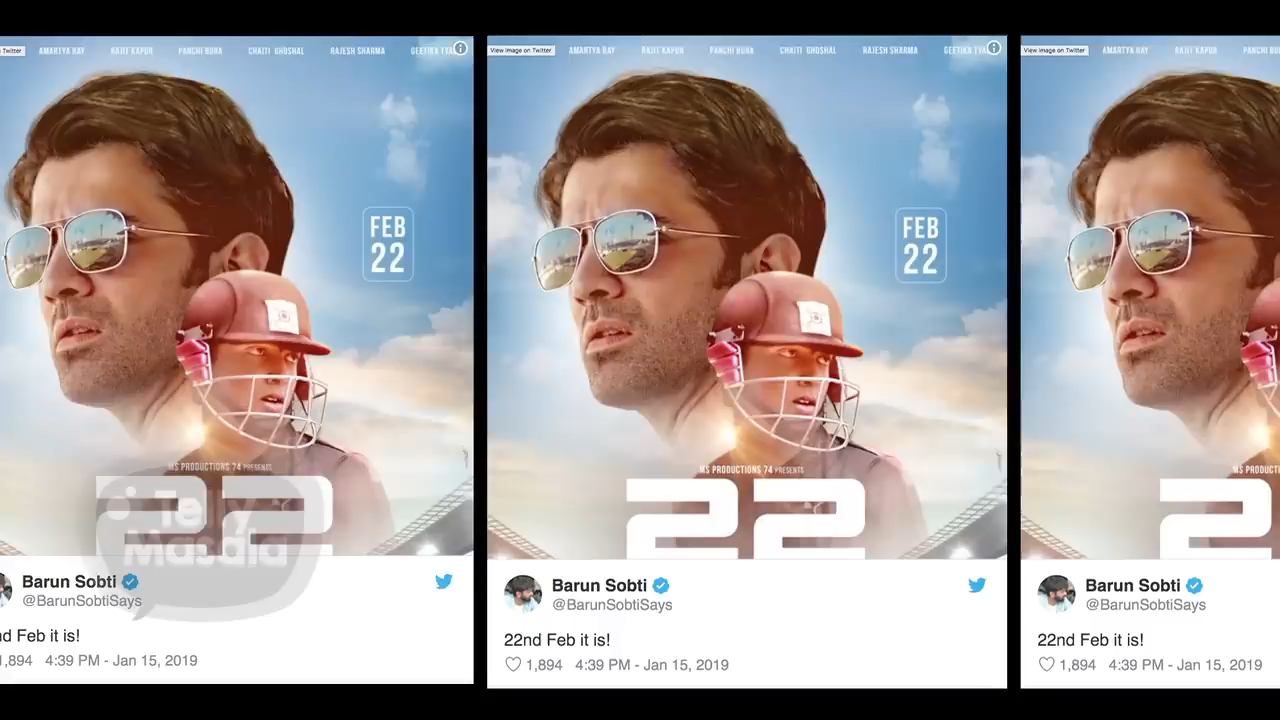 AMARTYA RAY RAJIT KAPUR PANCHI BORA CHAITI GHOSHAL RAJESH SHARMA
FEB
22
MS PRODUCTIONS 74 PRESENTS
22
Telly
Masala
Barun Sobti
@BarunSobtiSays
nd Feb it is!
1,894 4:39 PM - Jan 15, 2019
View image on Twitter
AMARTYA RAY RAJIT KAPUR PANCHI BORA CHAITI GHOSHAL RAJESH SHARMA
FEB
22
MS PRODUCTIONS 74 PRESENTS
22
Barun Sobti
@BarunSobtiSays
22nd Feb it is!
1,894 4:39 PM - Jan 15, 2019
View image on Twitter
AMARTYA RAY RAJIT KAPUR PANCHI
MS PRODUCTIONS
2
Barun Sobti
@BarunSobtiSays
22nd Feb it is!
1,894 4:39 PM - Jan 15, 2019